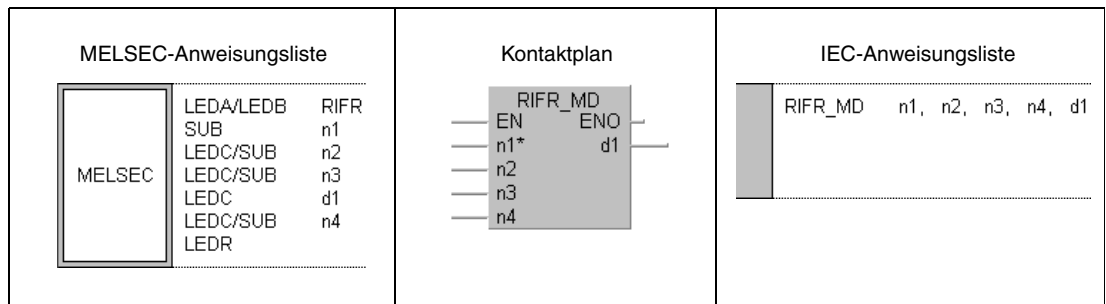 MELSEC-Anweisungsliste
MELSEC
LEDA/LEDB RIFR
SUB n1
LEDC/SUB n2
LEDC/SUB n3
LEDC d1
LEDC/SUB n4
LEDR
Kontaktplan
RIFR_MD
EN ENO
n1* d1
n2
n3
n4
IEC-Anweisungsliste
RIFR_MD n1, n2, n3, n4, d1